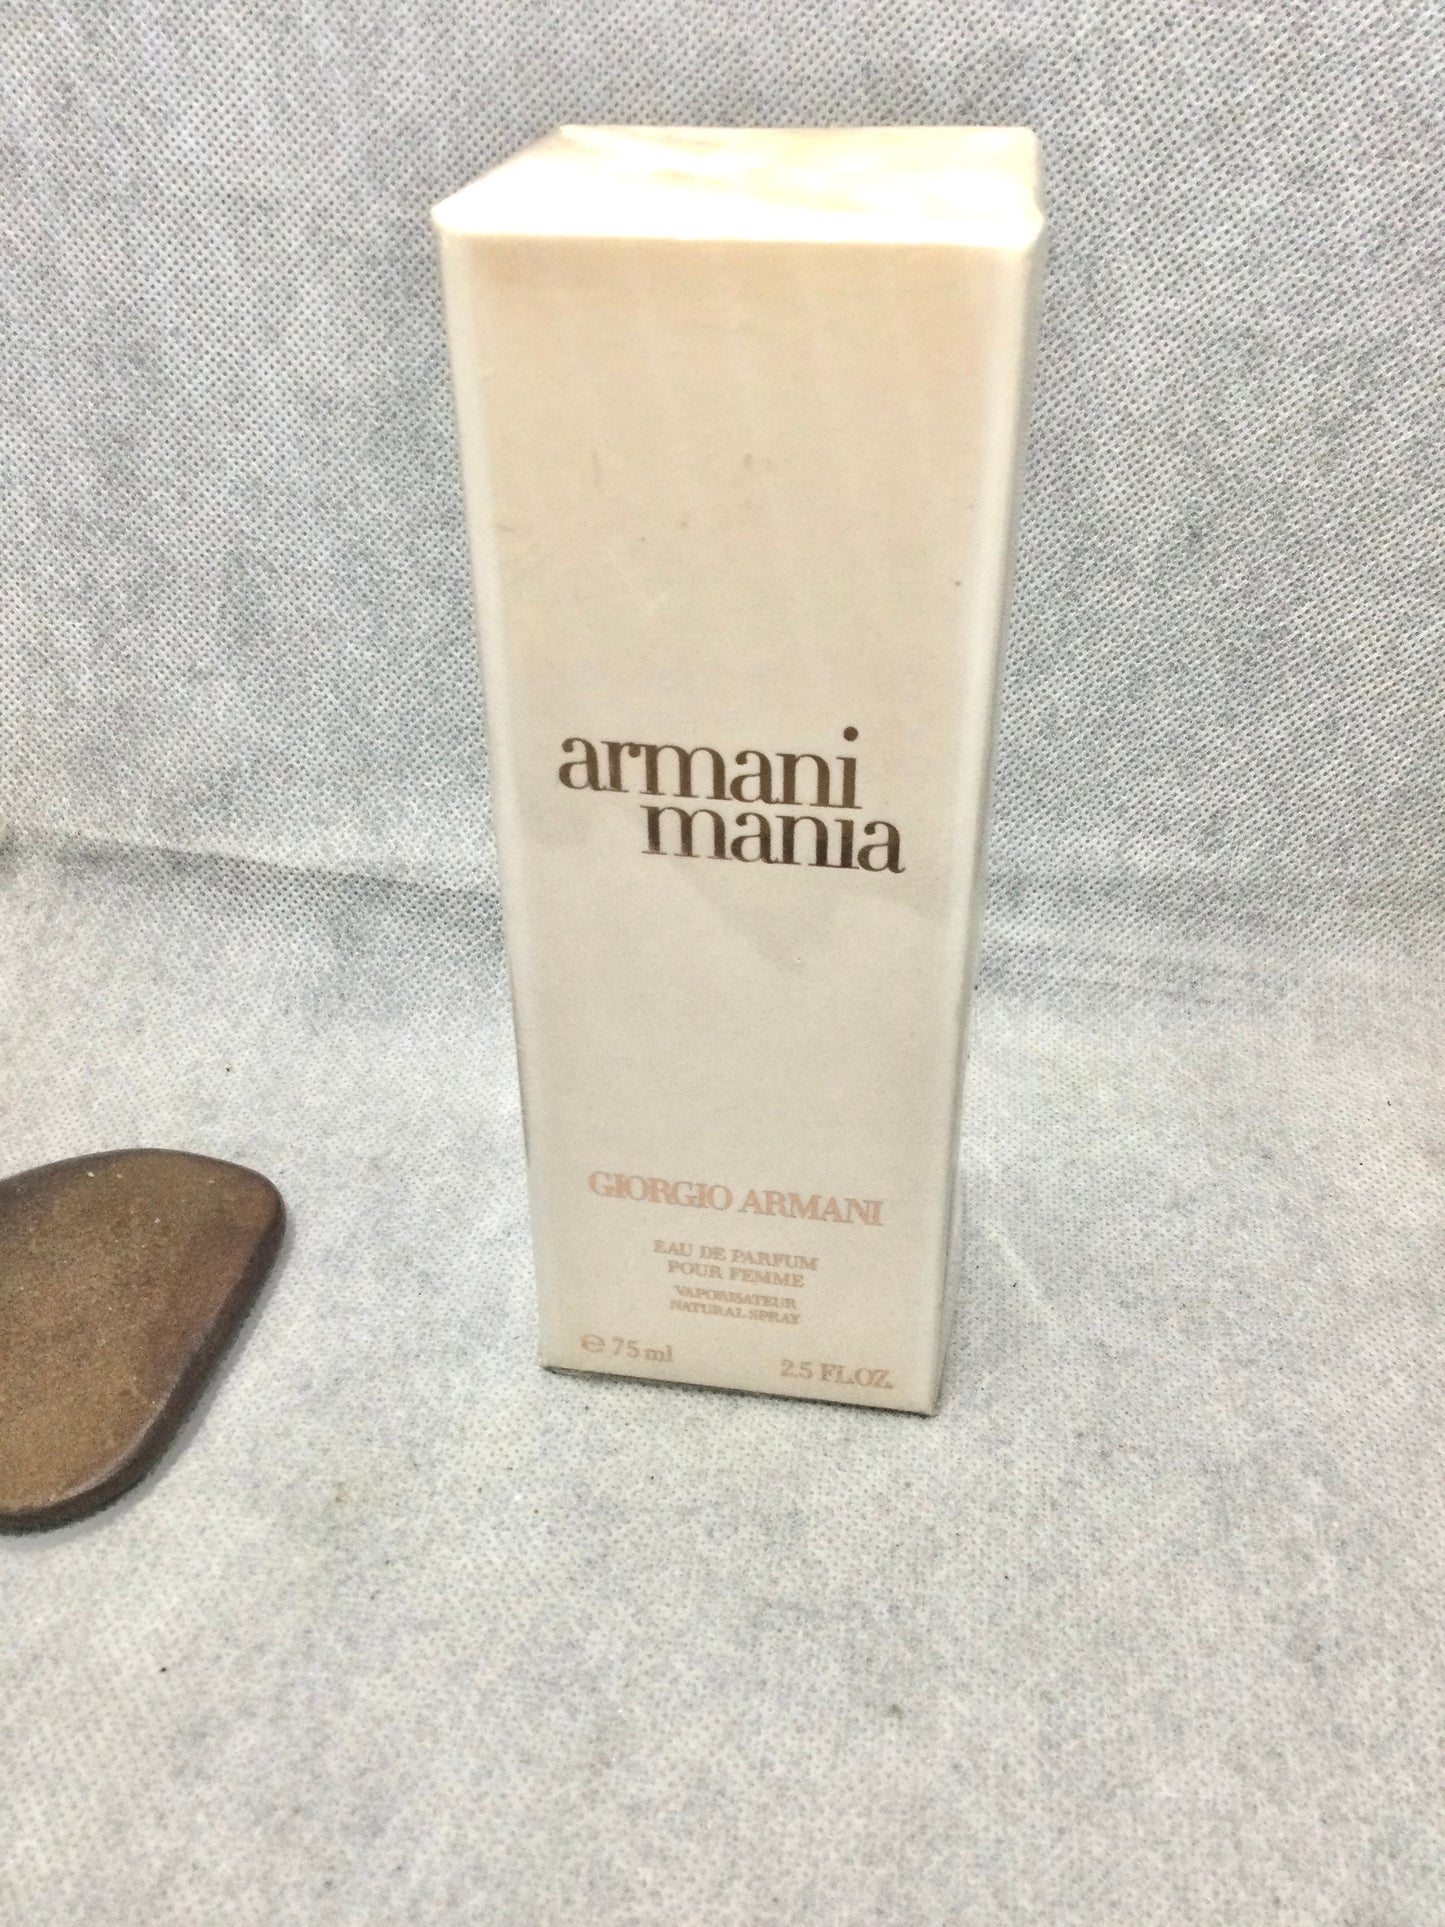 armani
mania
GIORGIO ARMANI
EAU DE PARFUM
POUR FEMME
VAPORISATEUR
NATURAL SPRAY
℮ 75 ml 2.5 FL.OZ.